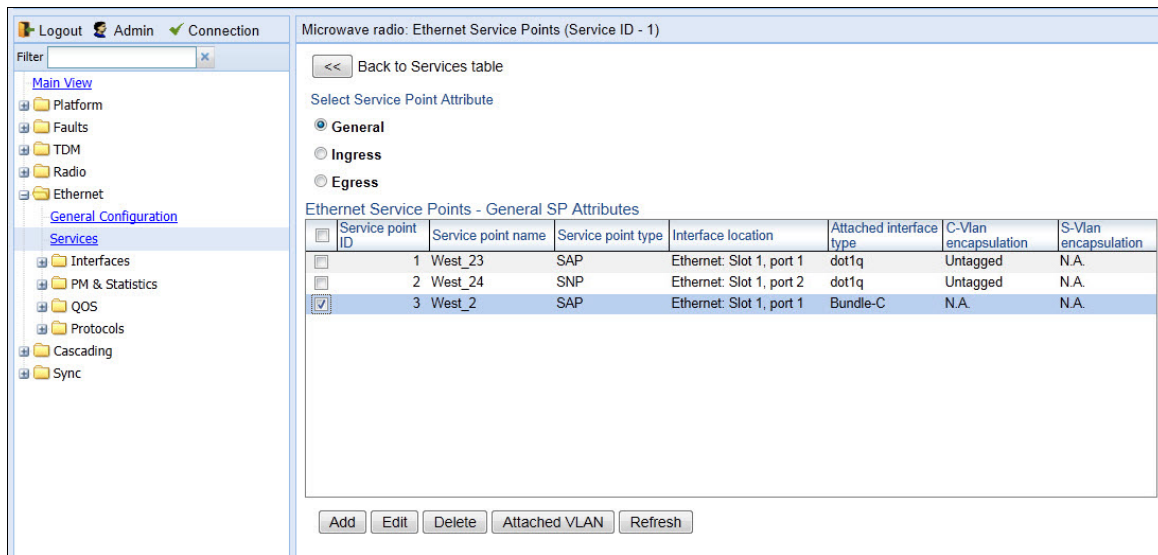 Logout Admin Connection
Filter
Main View
Platform
Faults
TDM
Radio
Ethernet
General Configuration
Services
Interfaces
PM & Statistics
QOS
Protocols
Cascading
Sync
Microwave radio: Ethernet Service Points (Service ID - 1)
<< Back to Services table
Select Service Point Attribute
General
Ingress
Egress
Ethernet Service Points - General SP Attributes
Service point ID Service point name Service point type Interface location Attached interface type C-Vlan encapsulation S-Vlan encapsulation
1 West_23 SAP Ethernet: Slot 1, port 1 dot1q Untagged N.A.
2 West_24 SNP Ethernet: Slot 1, port 2 dot1q Untagged N.A.
3 West_2 SAP Ethernet: Slot 1, port 1 Bundle-C N.A. N.A.
Add Edit Delete Attached VLAN Refresh